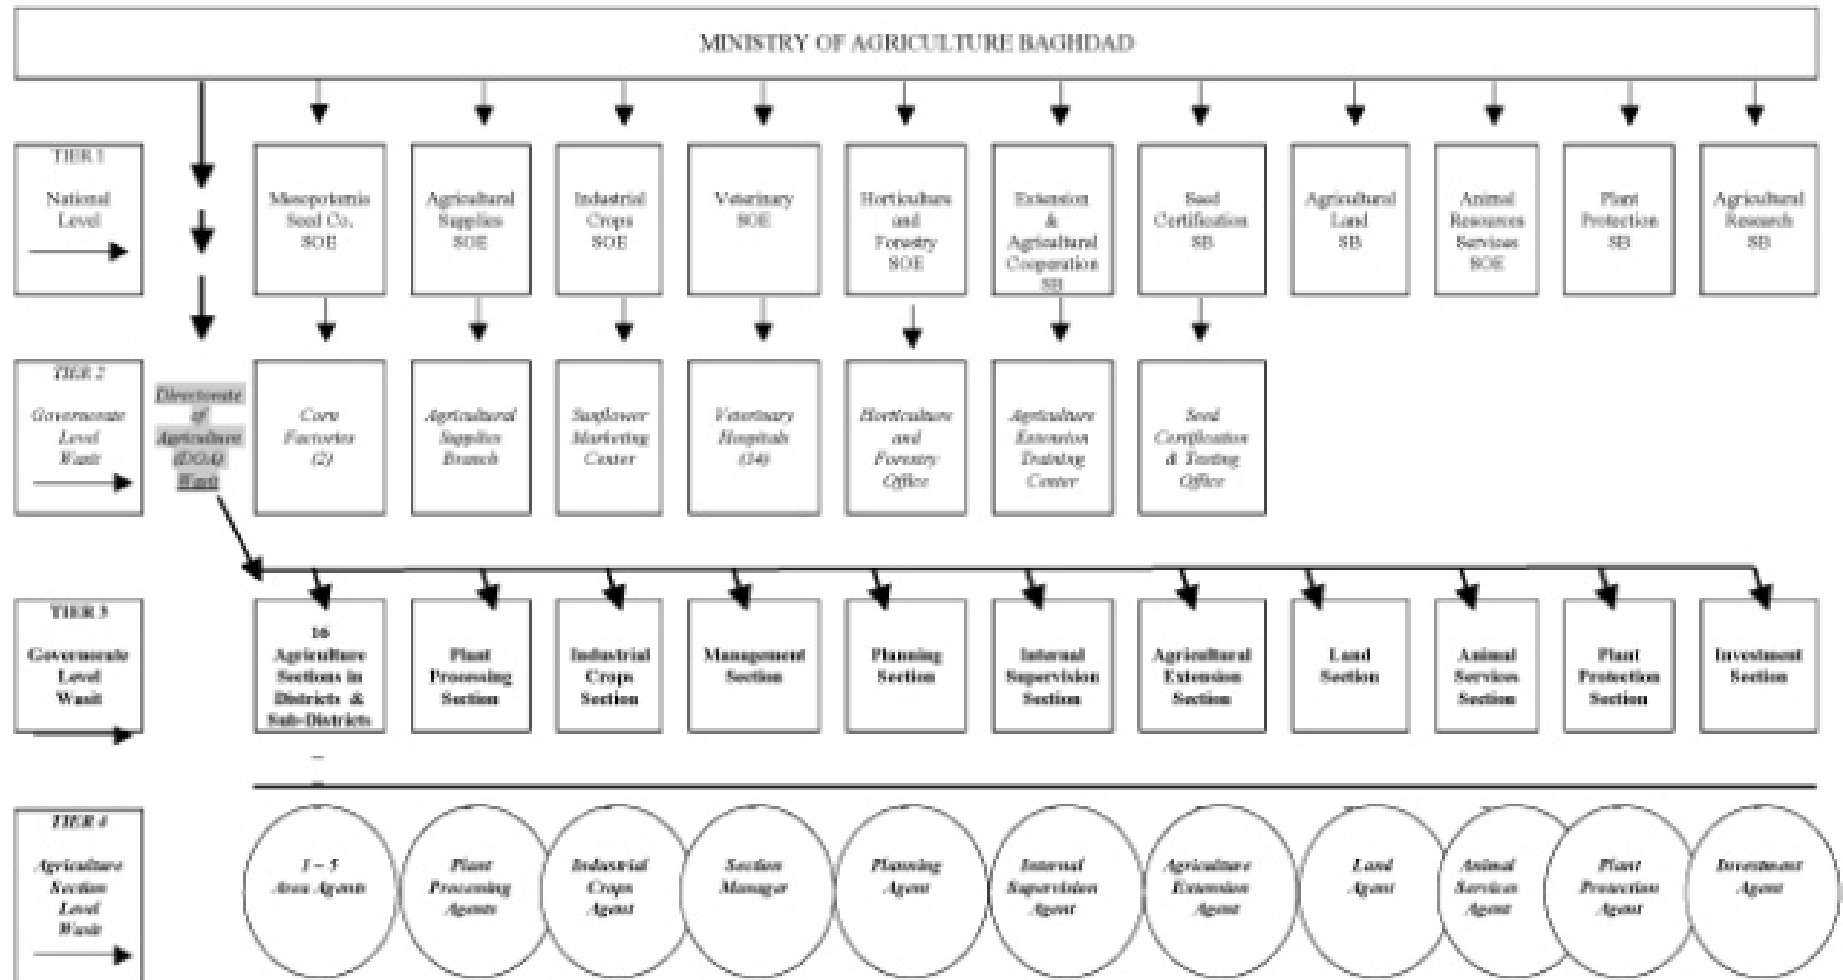 MINISTRY OF AGRICULTURE BAGHDAD
TIER 1
National
Level
Mesopotamia
Seed Co.
SOE
Agricultural
Supplies
SOE
Industrial
Crops
SOE
Veterinary
SOE
Horticulture
and
Forestry
SOE
Extension
&
Agricultural
Cooperation
SB
Seed
Certification
SB
Agricultural
Land
SB
Animal
Resources
Services
SOE
Plant
Protection
SB
Agricultural
Research
SB
TIER 2
Governorate
Level
Wasit
Directorate
of
Agriculture
(DOA)
Wasit
Corn
Factories
(2)
Agricultural
Supplies
Branch
Sunflower
Marketing
Center
Veterinary
Hospitals
(14)
Horticulture
and
Forestry
Office
Agriculture
Extension
Training
Center
Seed
Certification
& Testing
Office
TIER 3
Governorate
Level
Wasit
16
Agriculture
Sections in
Districts &
Sub-Districts
Plant
Processing
Section
Industrial
Crops
Section
Management
Section
Planning
Section
Internal
Supervision
Section
Agricultural
Extension
Section
Land
Section
Animal
Services
Section
Plant
Protection
Section
Investment
Section
TIER 4
Agriculture
Section
Level
Wasit
1 – 5
Area Agents
Plant
Processing
Agents
Industrial
Crops
Agent
Section
Manager
Planning
Agent
Internal
Supervision
Agent
Agriculture
Extension
Agent
Land
Agent
Animal
Services
Agent
Plant
Protection
Agent
Investment
Agent